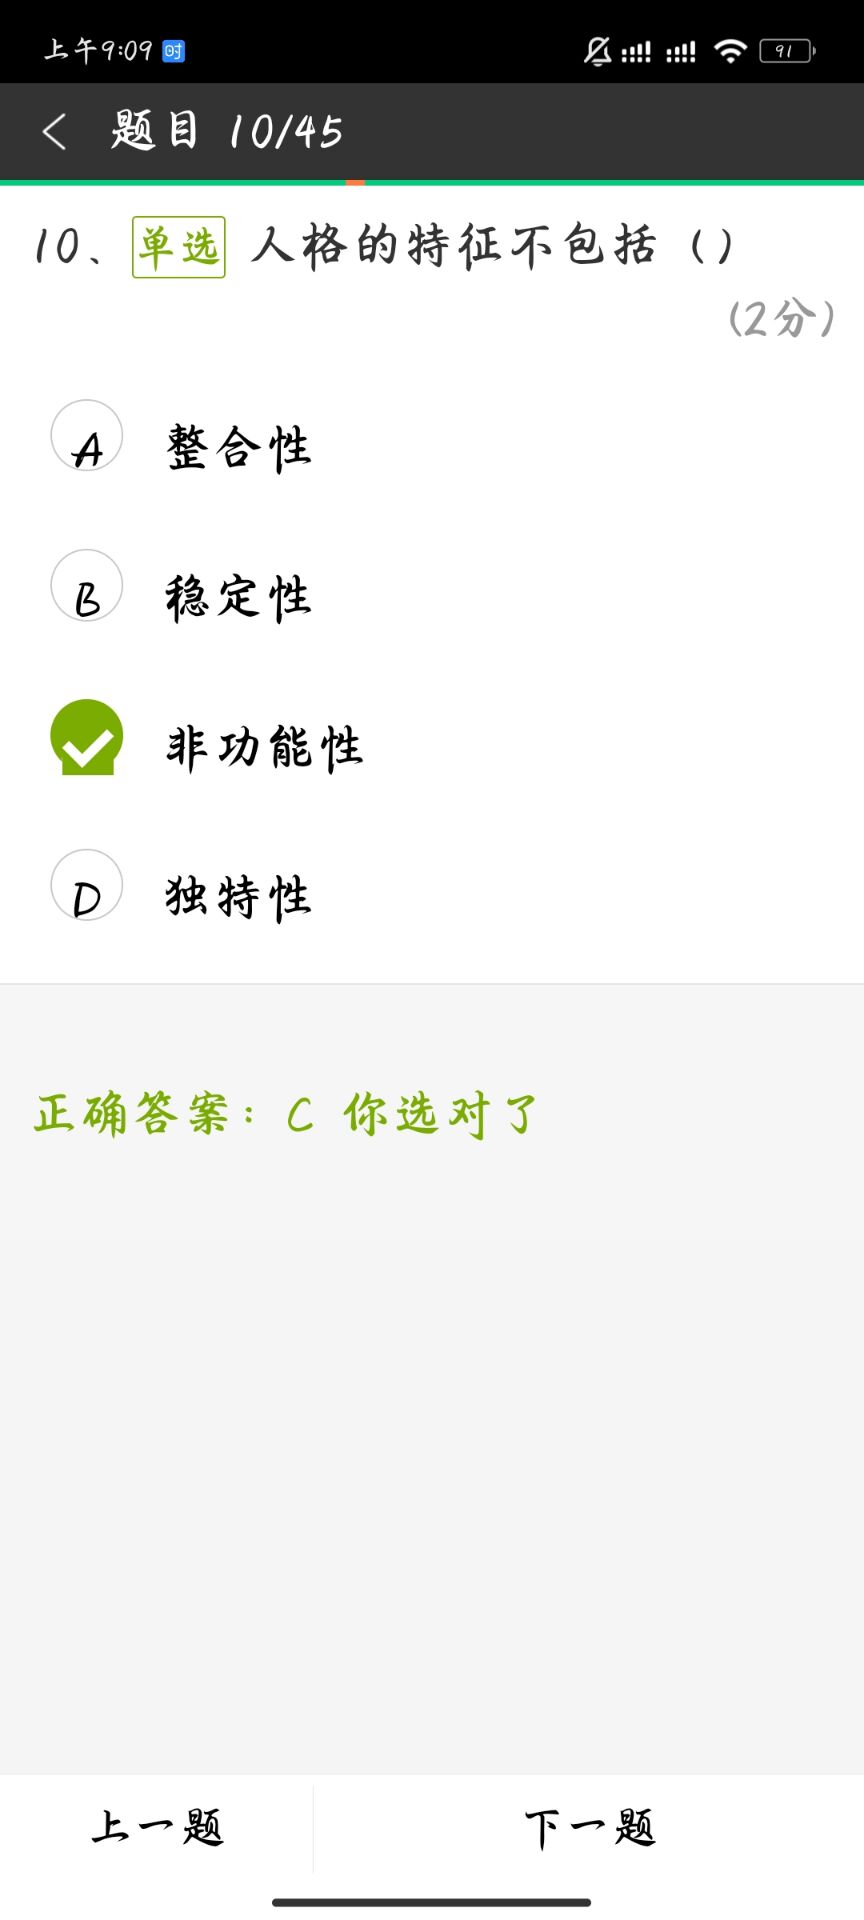 上午9:09 时 91
题目 10/45
10、单选 人格的特征不包括（）
（2分）
A 整合性
B 稳定性
非功能性
D 独特性
正确答案：C 你选对了
上一题 下一题